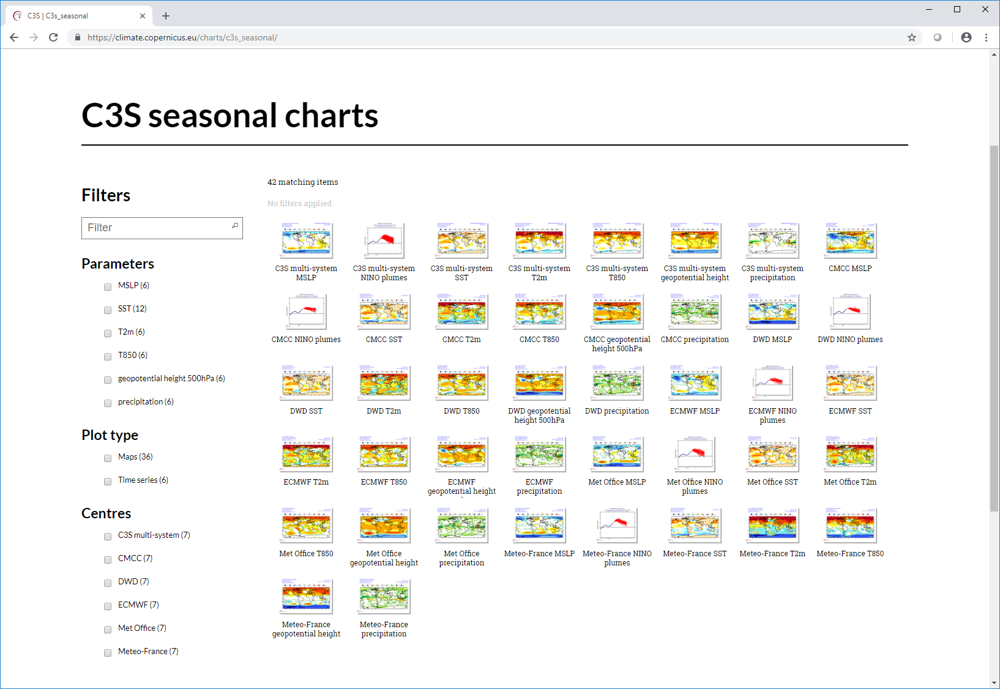 C3S | C3s_seasonal
https://climate.copernicus.eu/charts/c3s_seasonal/
C3S seasonal charts
Filters
Filter
Parameters
MSLP (6)
SST (12)
T2m (6)
T850 (6)
geopotential height 500hPa (6)
precipitation (6)
Plot type
Maps (36)
Time series (6)
Centres
C3S multi-system (7)
CMCC (7)
DWD (7)
ECMWF (7)
Met Office (7)
Meteo-France (7)
42 matching items
No filters applied
C3S multi-system
MSLP
C3S multi-system
NINO plumes
C3S multi-system
SST
C3S multi-system
T2m
C3S multi-system
T850
C3S multi-system
geopotential height
C3S multi-system
precipitation
CMCC MSLP
CMCC NINO plumes
CMCC SST
CMCC T2m
CMCC T850
CMCC geopotential
height 500hPa
CMCC precipitation
DWD MSLP
DWD NINO plumes
DWD SST
DWD T2m
DWD T850
DWD geopotential
height 500hPa
DWD precipitation
ECMWF MSLP
ECMWF NINO
plumes
ECMWF SST
ECMWF T2m
ECMWF T850
ECMWF
geopotential height
ECMWF
precipitation
Met Office MSLP
Met Office NINO
plumes
Met Office SST
Met Office T2m
Met Office T850
Met Office
geopotential height
Met Office
precipitation
Meteo-France MSLP
Meteo-France NINO
plumes
Meteo-France SST
Meteo-France T2m
Meteo-France T850
Meteo-France
geopotential height
Meteo-France
precipitation